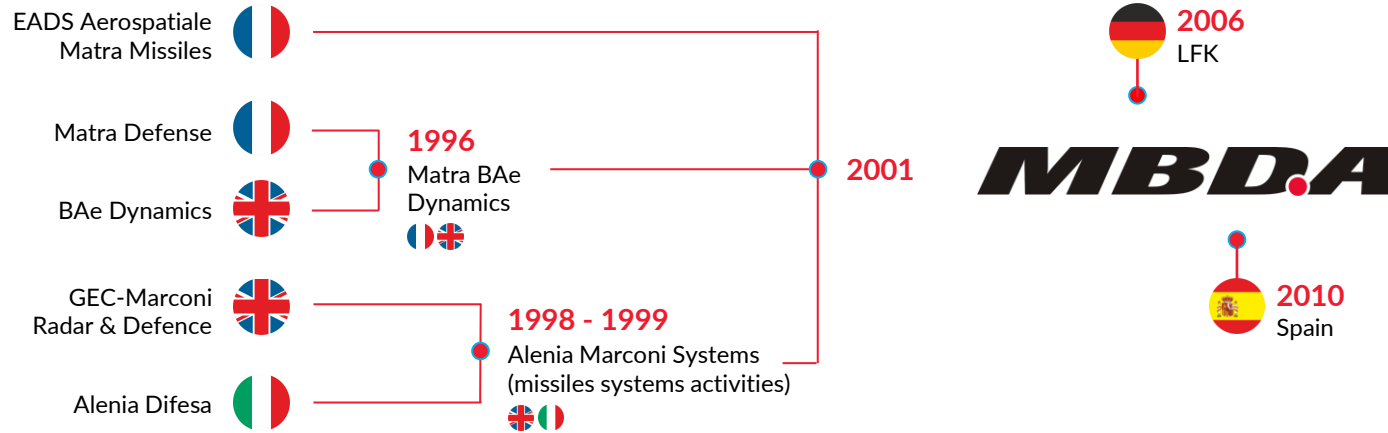 EADS Aerospatiale
Matra Missiles
Matra Defense
BAe Dynamics
GEC-Marconi
Radar & Defence
Alenia Difesa
1996
Matra BAe
Dynamics
1998 - 1999
Alenia Marconi Systems
(missiles systems activities)
2001
2006
LFK
MBDA
2010
Spain